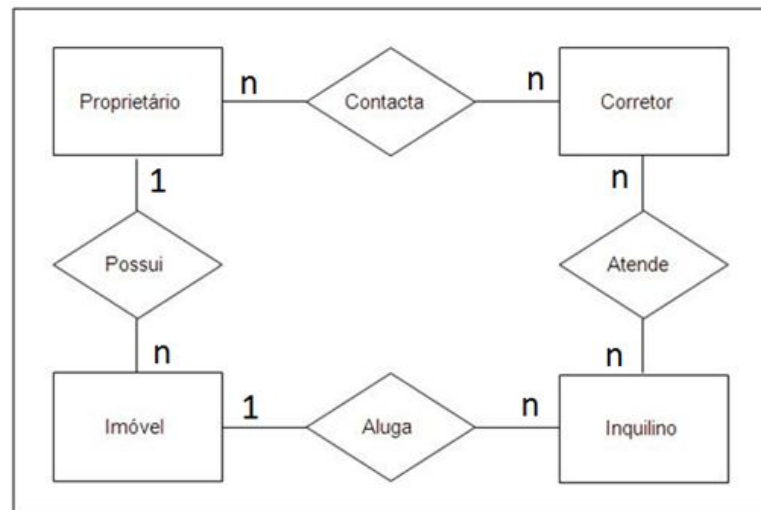 Proprietário n Contacta n Corretor
1 n
Possui Atende
n n
Imóvel 1 Aluga n Inquilino